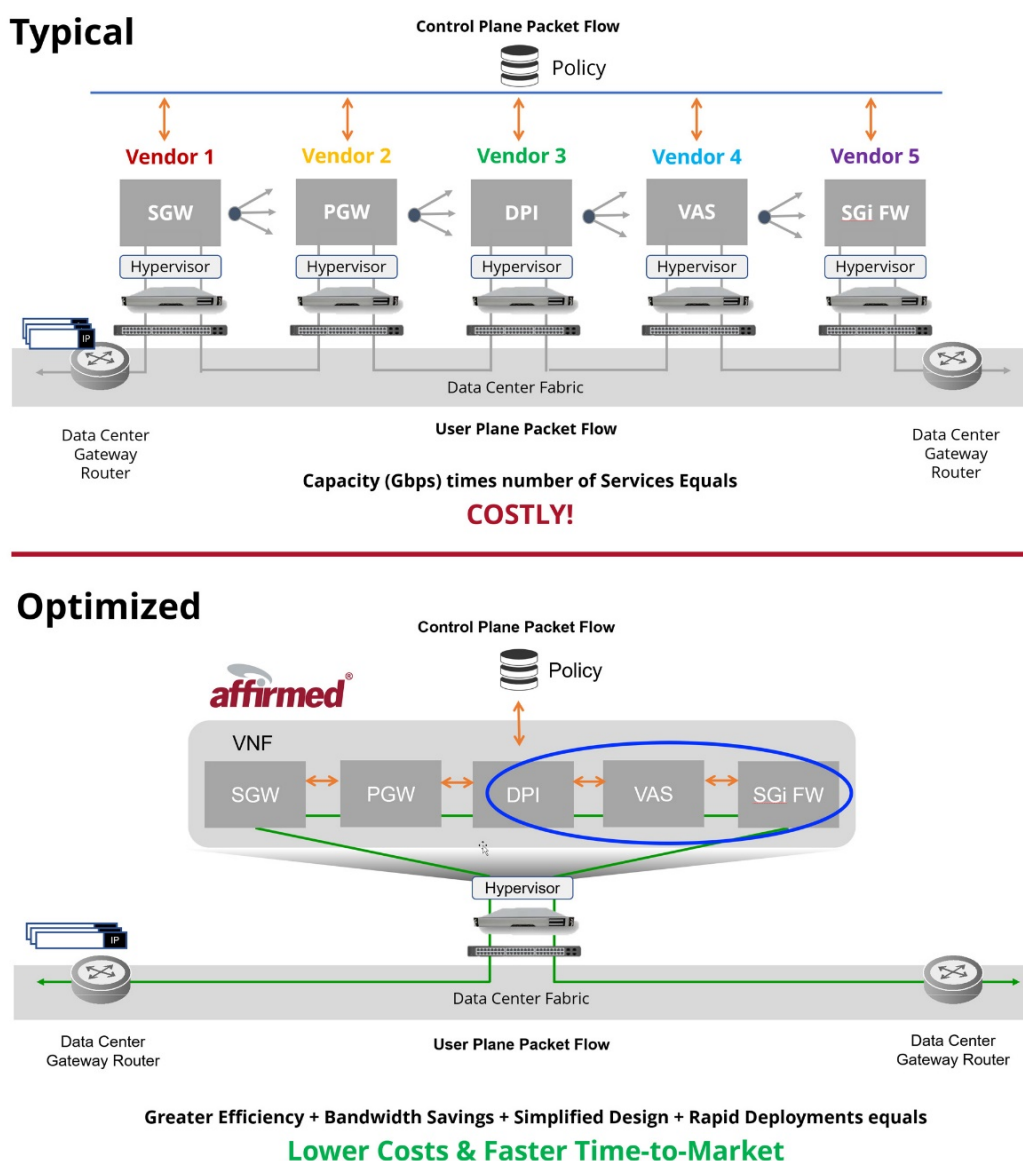 Typical
Control Plane Packet Flow
Policy
Vendor 1 Vendor 2 Vendor 3 Vendor 4 Vendor 5
SGW PGW DPI VAS SGi FW
Hypervisor Hypervisor Hypervisor Hypervisor Hypervisor
IP
Data Center Fabric
User Plane Packet Flow
Data Center
Gateway
Router
Data Center
Gateway
Router
Capacity (Gbps) times number of Services Equals
COSTLY!
Optimized
Control Plane Packet Flow
Policy
affirmed®
VNF
SGW PGW DPI VAS SGi FW
Hypervisor
IP
Data Center Fabric
Data Center
Gateway Router
User Plane Packet Flow
Data Center
Gateway Router
Greater Efficiency + Bandwidth Savings + Simplified Design + Rapid Deployments equals
Lower Costs & Faster Time-to-Market